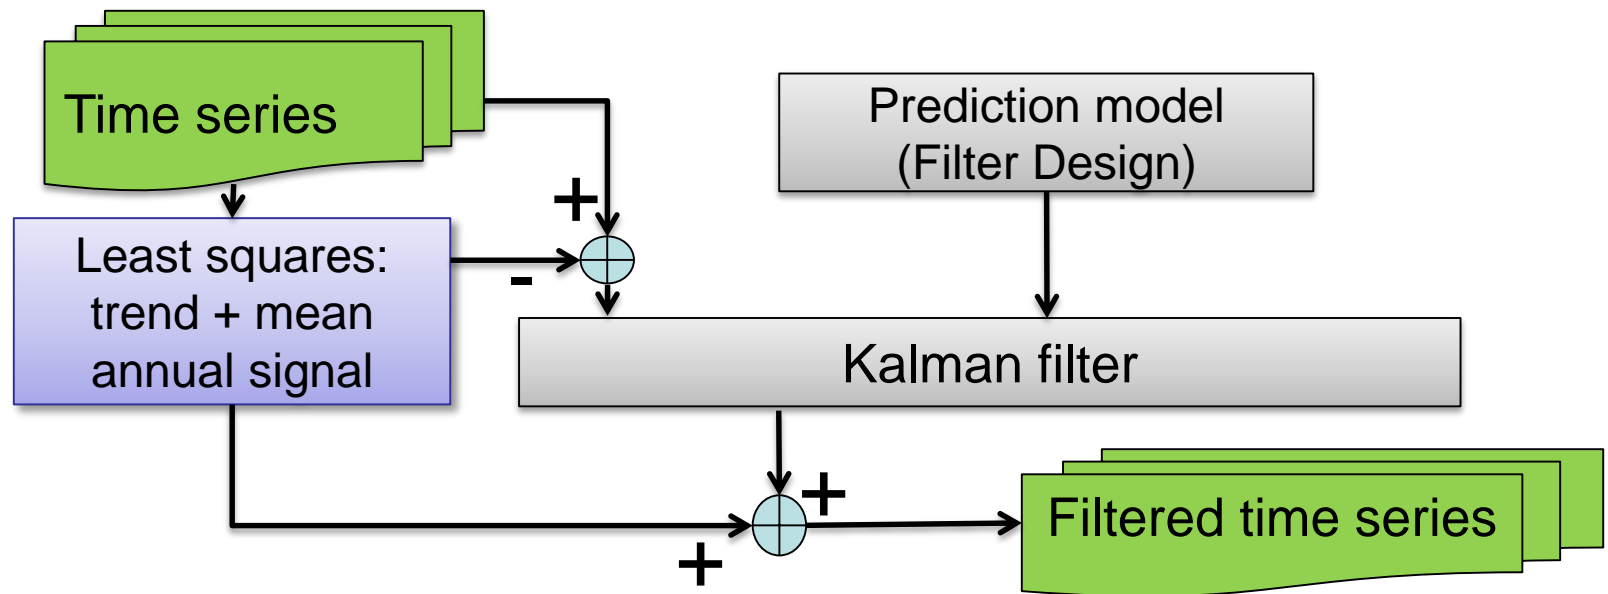 Time series
Prediction model
(Filter Design)
+
Least squares:
trend + mean
annual signal
-
Kalman filter
+
Filtered time series
+